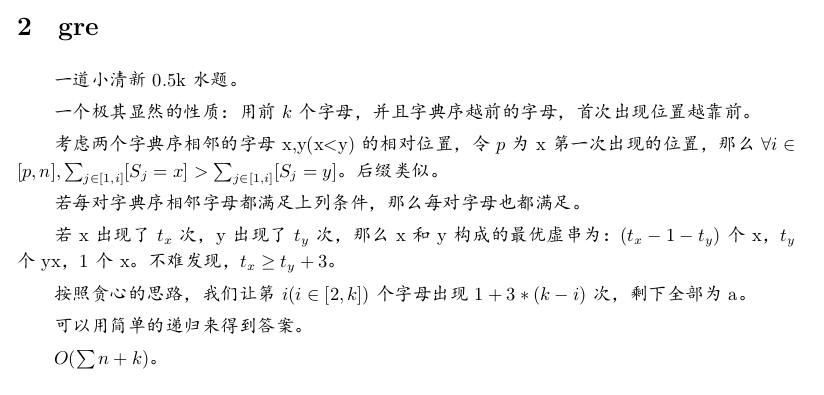 2 gre
一道小清新 0.5k 水题。
一个极其显然的性质：用前 k 个字母，并且字典序越前的字母，首次出现位置越靠前。
考虑两个字典序相邻的字母 x,y(x<y) 的相对位置，令 p 为 x 第一次出现的位置，那么 ∀i ∈
[p, n], ∑_{j∈[1,i]}[S_j = x] > ∑_{j∈[1,i]}[S_j = y]。后缀类似。
若每对字典序相邻字母都满足上列条件，那么每对字母也都满足。
若 x 出现了 t_x 次，y 出现了 t_y 次，那么 x 和 y 构成的最优虚串为：(t_x − 1 − t_y) 个 x，t_y
个 yx，1 个 x。不难发现，t_x ≥ t_y + 3。
按照贪心的思路，我们让第 i(i ∈ [2, k]) 个字母出现 1 + 3 * (k − i) 次，剩下全部为 a。
可以用简单的递归来得到答案。
O(∑ n + k)。